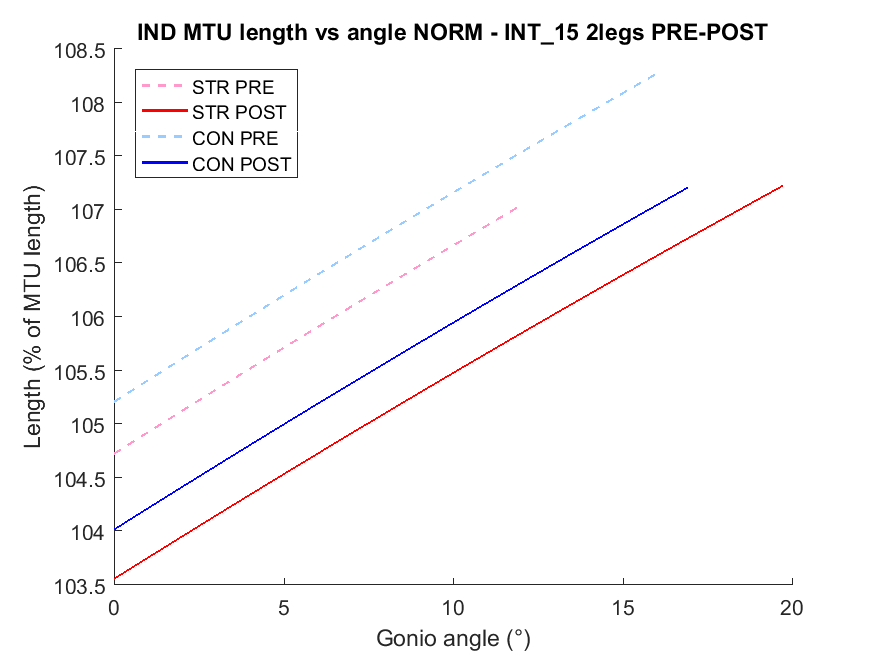 IND MTU length vs angle NORM - INT_15 2legs PRE-POST
108.5
108
107.5
107
106.5
106
105.5
105
104.5
104
103.5
Length (% of MTU length)
STR PRE
STR POST
CON PRE
CON POST
0
5
10
15
20
Gonio angle (°)